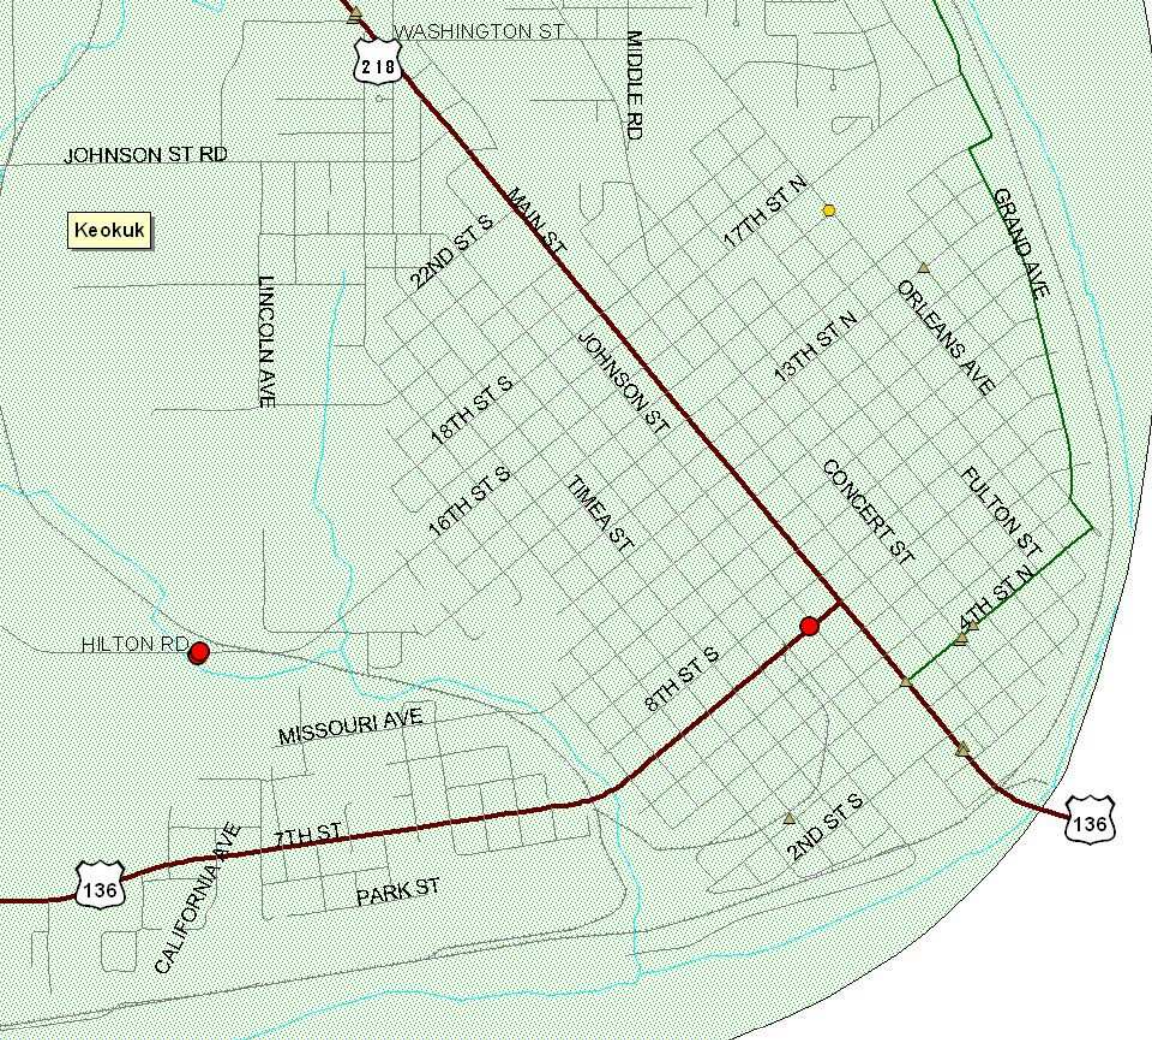 WASHINGTON ST
218
MIDDLE RD
JOHNSON ST RD
Keokuk
MAIN ST
22ND ST S
17TH ST N
GRAND AVE
LINCOLN AVE
ORLEANS AVE
13TH ST N
JOHNSON ST
18TH ST S
16TH ST S
TIMEA ST
CONCERT ST
FULTON ST
4TH ST N
HILTON RD
8TH ST S
MISSOURI AVE
2ND ST S
136
7TH ST
136
CALIFORNIA AVE
PARK ST